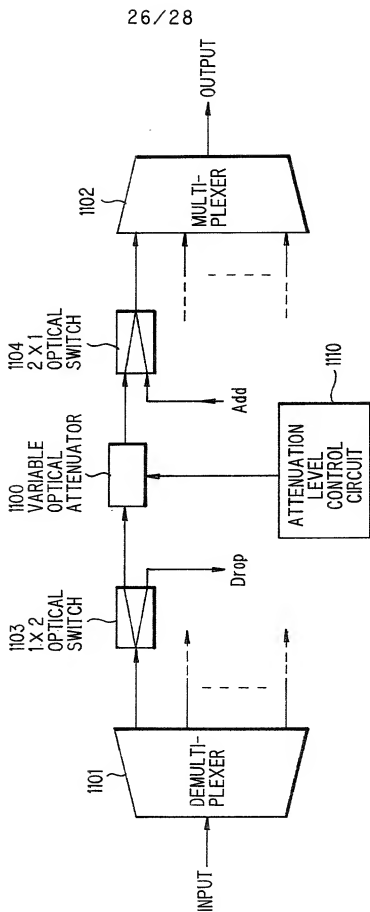 26/28
INPUT
1101
DEMULTI-
PLEXER
1103
1 X 2
OPTICAL
SWITCH
Drop
1100
VARIABLE
OPTICAL
ATTENUATOR
1110
ATTENUATION
LEVEL
CONTROL
CIRCUIT
1104
2 X 1
OPTICAL
SWITCH
Add
1102
MULTI-
PLEXER
OUTPUT